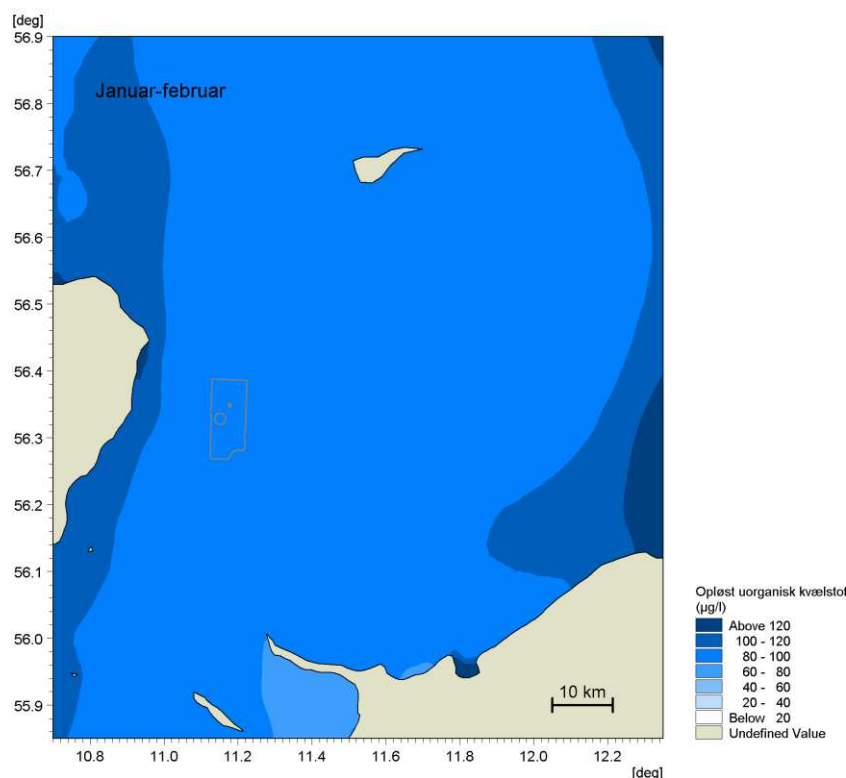 [deg]
56.9
Januar-februar
56.8
56.7
56.6
56.5
56.4
56.3
56.2
56.1
56.0
55.9
10.8 11.0 11.2 11.4 11.6 11.8 12.0 12.2
[deg]
10 km
Opløst uorganisk kvælstof
(µg/l)
Above 120
100 - 120
80 - 100
60 - 80
40 - 60
20 - 40
Below 20
Undefined Value